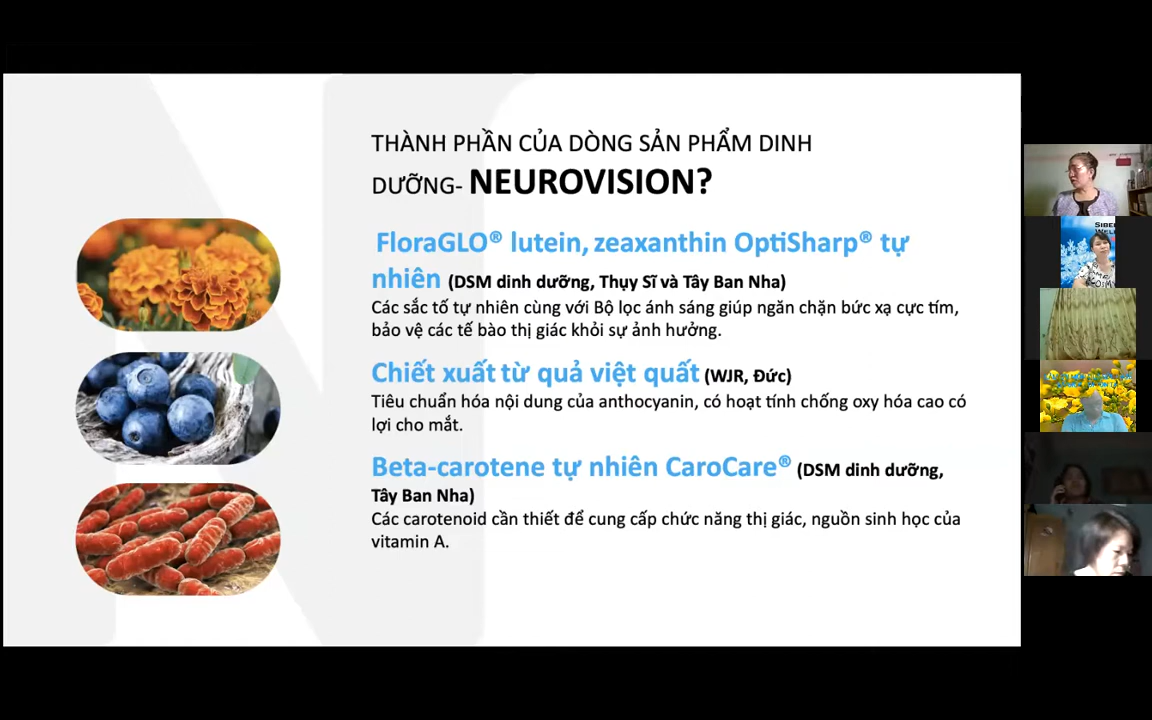 THÀNH PHẦN CỦA DÒNG SẢN PHẨM DINH
DƯỠNG- NEUROVISION?
FloraGLO® lutein, zeaxanthin OptiSharp® tự
nhiên (DSM dinh dưỡng, Thụy Sĩ và Tây Ban Nha)
Các sắc tố tự nhiên cùng với Bộ lọc ánh sáng giúp ngăn chặn bức xạ cực tím,
bảo vệ các tế bào thị giác khỏi sự ảnh hưởng.
Chiết xuất từ quả việt quất (WJR, Đức)
Tiêu chuẩn hóa nội dung của anthocyanin, có hoạt tính chống oxy hóa cao có
lợi cho mắt.
Beta-carotene tự nhiên CaroCare® (DSM dinh dưỡng,
Tây Ban Nha)
Các carotenoid cần thiết để cung cấp chức năng thị giác, nguồn sinh học của
vitamin A.